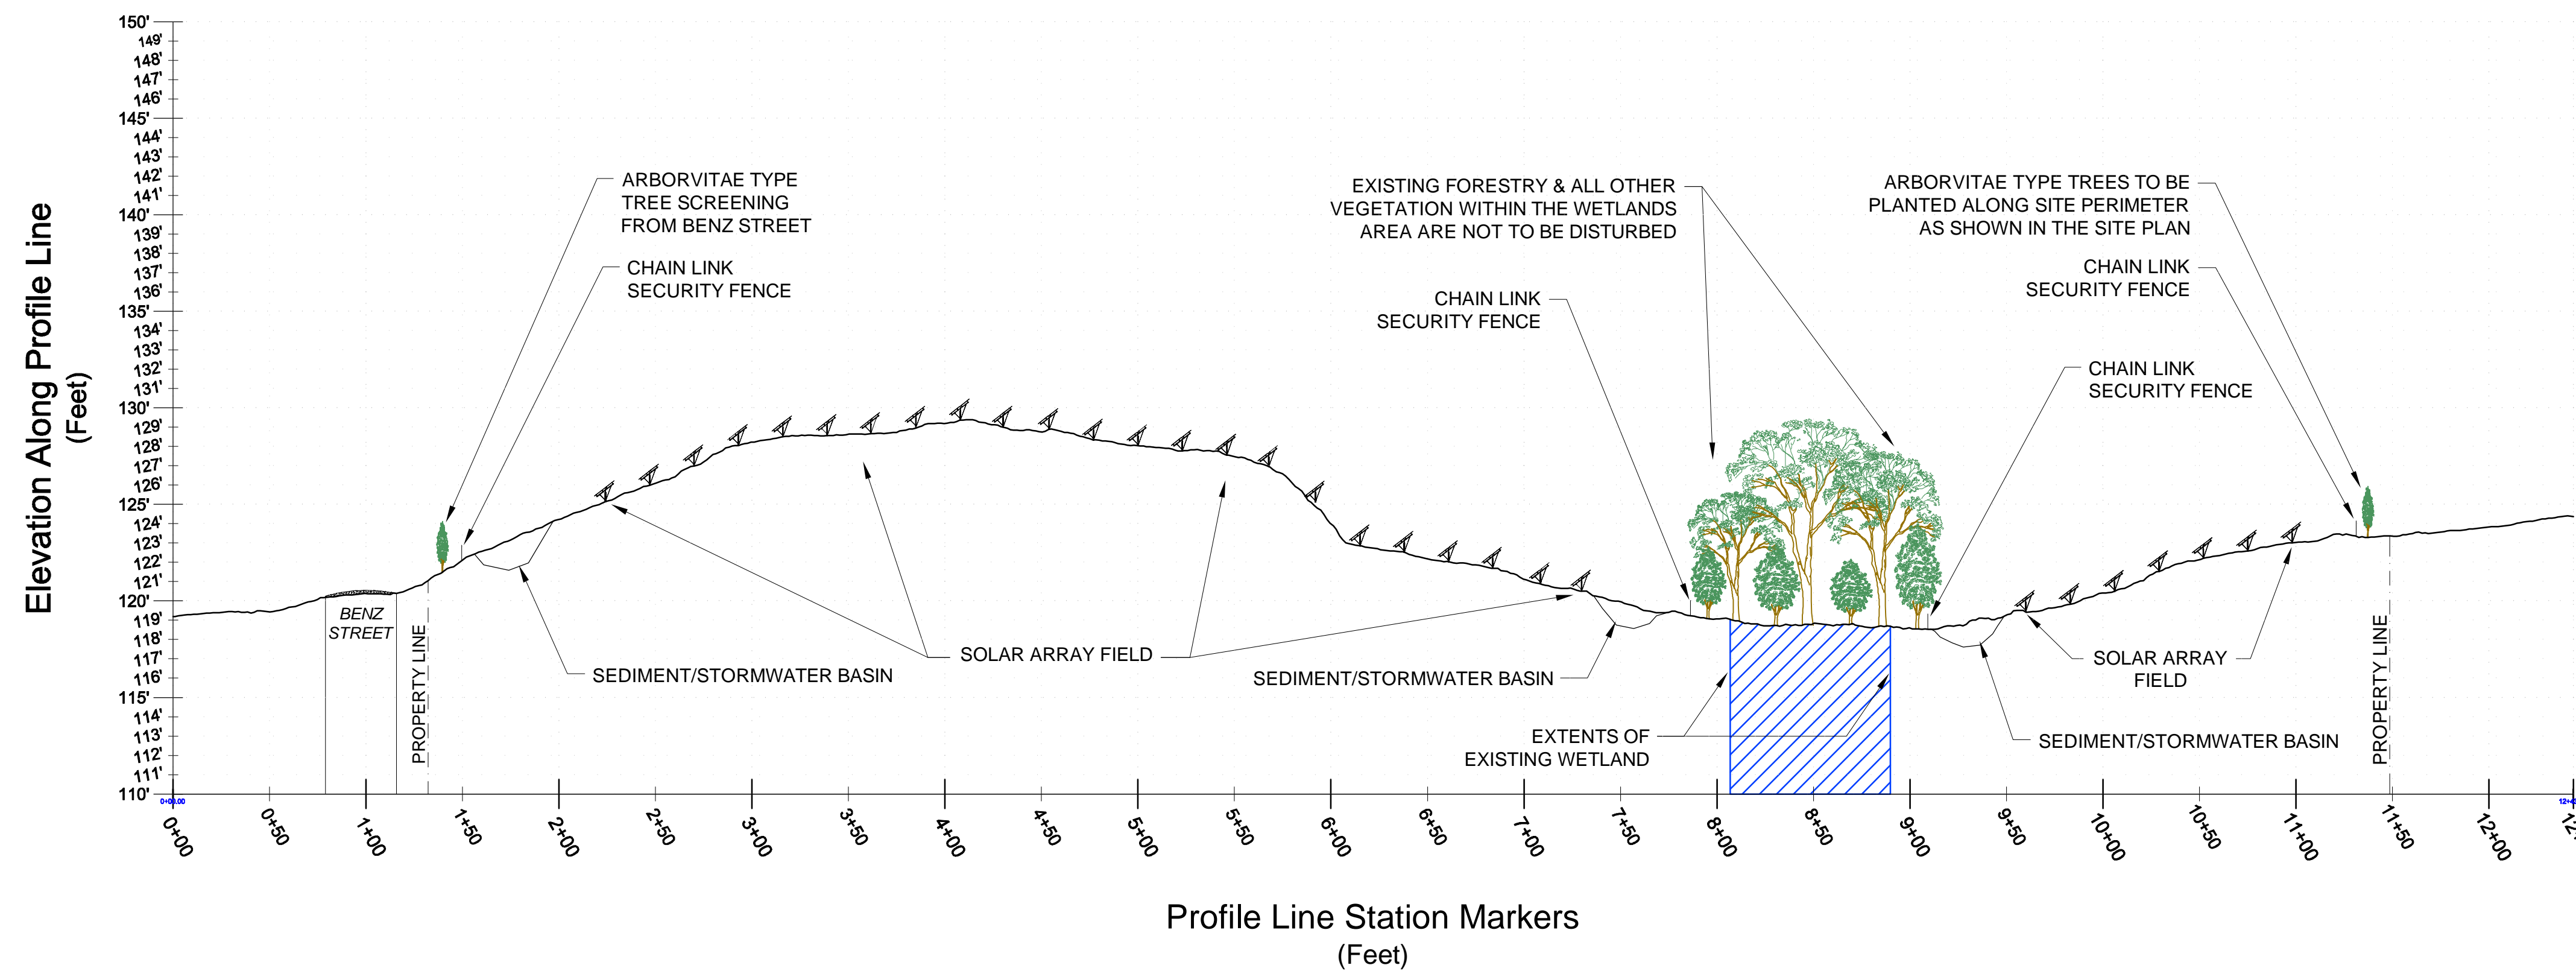 150'
149'
148'
147'
146'
145'
144'
143'
142'
141'
140'
139'
138'
137'
136'
135'
134'
133'
132'
131'
130'
129'
128'
127'
126'
125'
124'
123'
122'
121'
120'
119'
118'
117'
116'
115'
114'
113'
112'
111'
110'
Elevation Along Profile Line
(Feet)
ARBORVITAE TYPE
TREE SCREENING
FROM BENZ STREET
CHAIN LINK
SECURITY FENCE
EXISTING FORESTRY & ALL OTHER
VEGETATION WITHIN THE WETLANDS
AREA ARE NOT TO BE DISTURBED
CHAIN LINK
SECURITY FENCE
ARBORVITAE TYPE TREES TO BE
PLANTED ALONG SITE PERIMETER
AS SHOWN IN THE SITE PLAN
CHAIN LINK
SECURITY FENCE
CHAIN LINK
SECURITY FENCE
BENZ
STREET
PROPERTY LINE
SEDIMENT/STORMWATER BASIN
SOLAR ARRAY FIELD
SEDIMENT/STORMWATER BASIN
EXTENTS OF
EXISTING WETLAND
SOLAR ARRAY
FIELD
SEDIMENT/STORMWATER BASIN
PROPERTY LINE
0+00.00
0+00
0+50
1+00
1+50
2+00
2+50
3+00
3+50
4+00
4+50
5+00
5+50
6+00
6+50
7+00
7+50
8+00
8+50
9+00
9+50
10+00
10+50
11+00
11+50
12+00
Profile Line Station Markers
(Feet)